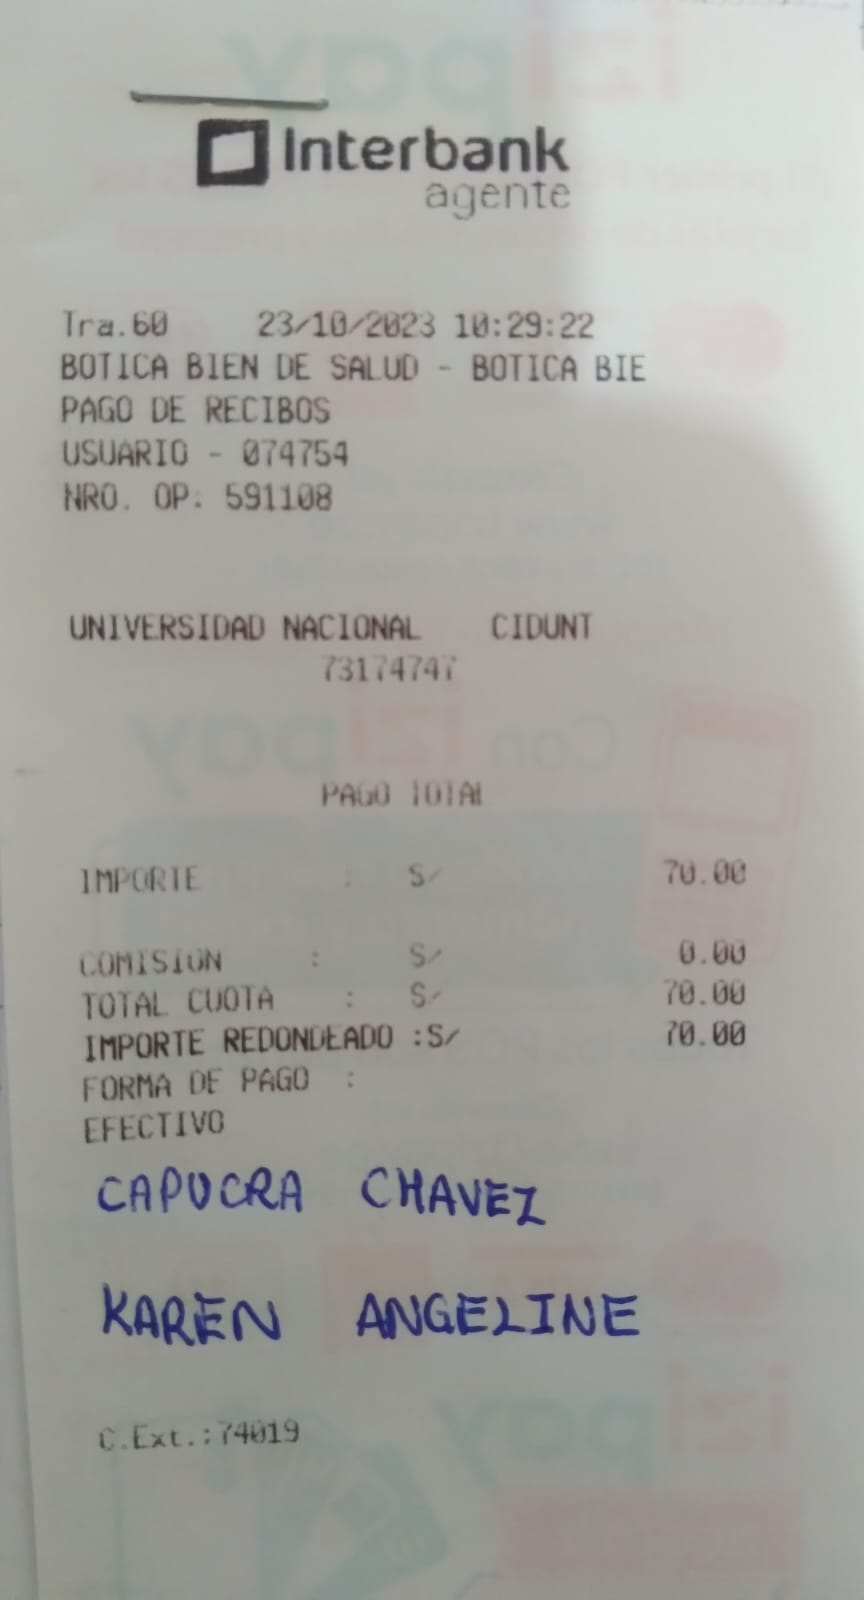 Interbank
agente
Tra.60 23/10/2023 10:29:22
BOTICA BIEN DE SALUD - BOTICA BIE
PAGO DE RECIBOS
USUARIO - 074754
NRO. OP: 591108
UNIVERSIDAD NACIONAL CIDUNT
73174747
PAGO TOTAL
IMPORTE : S/ 70.00
COMISION : S/ 0.00
TOTAL CUOTA : S/ 70.00
IMPORTE REDONDEADO :S/ 70.00
FORMA DE PAGO :
EFECTIVO
CAPUCRA CHAVEZ
KAREN ANGELINE
C.Ext.:74019